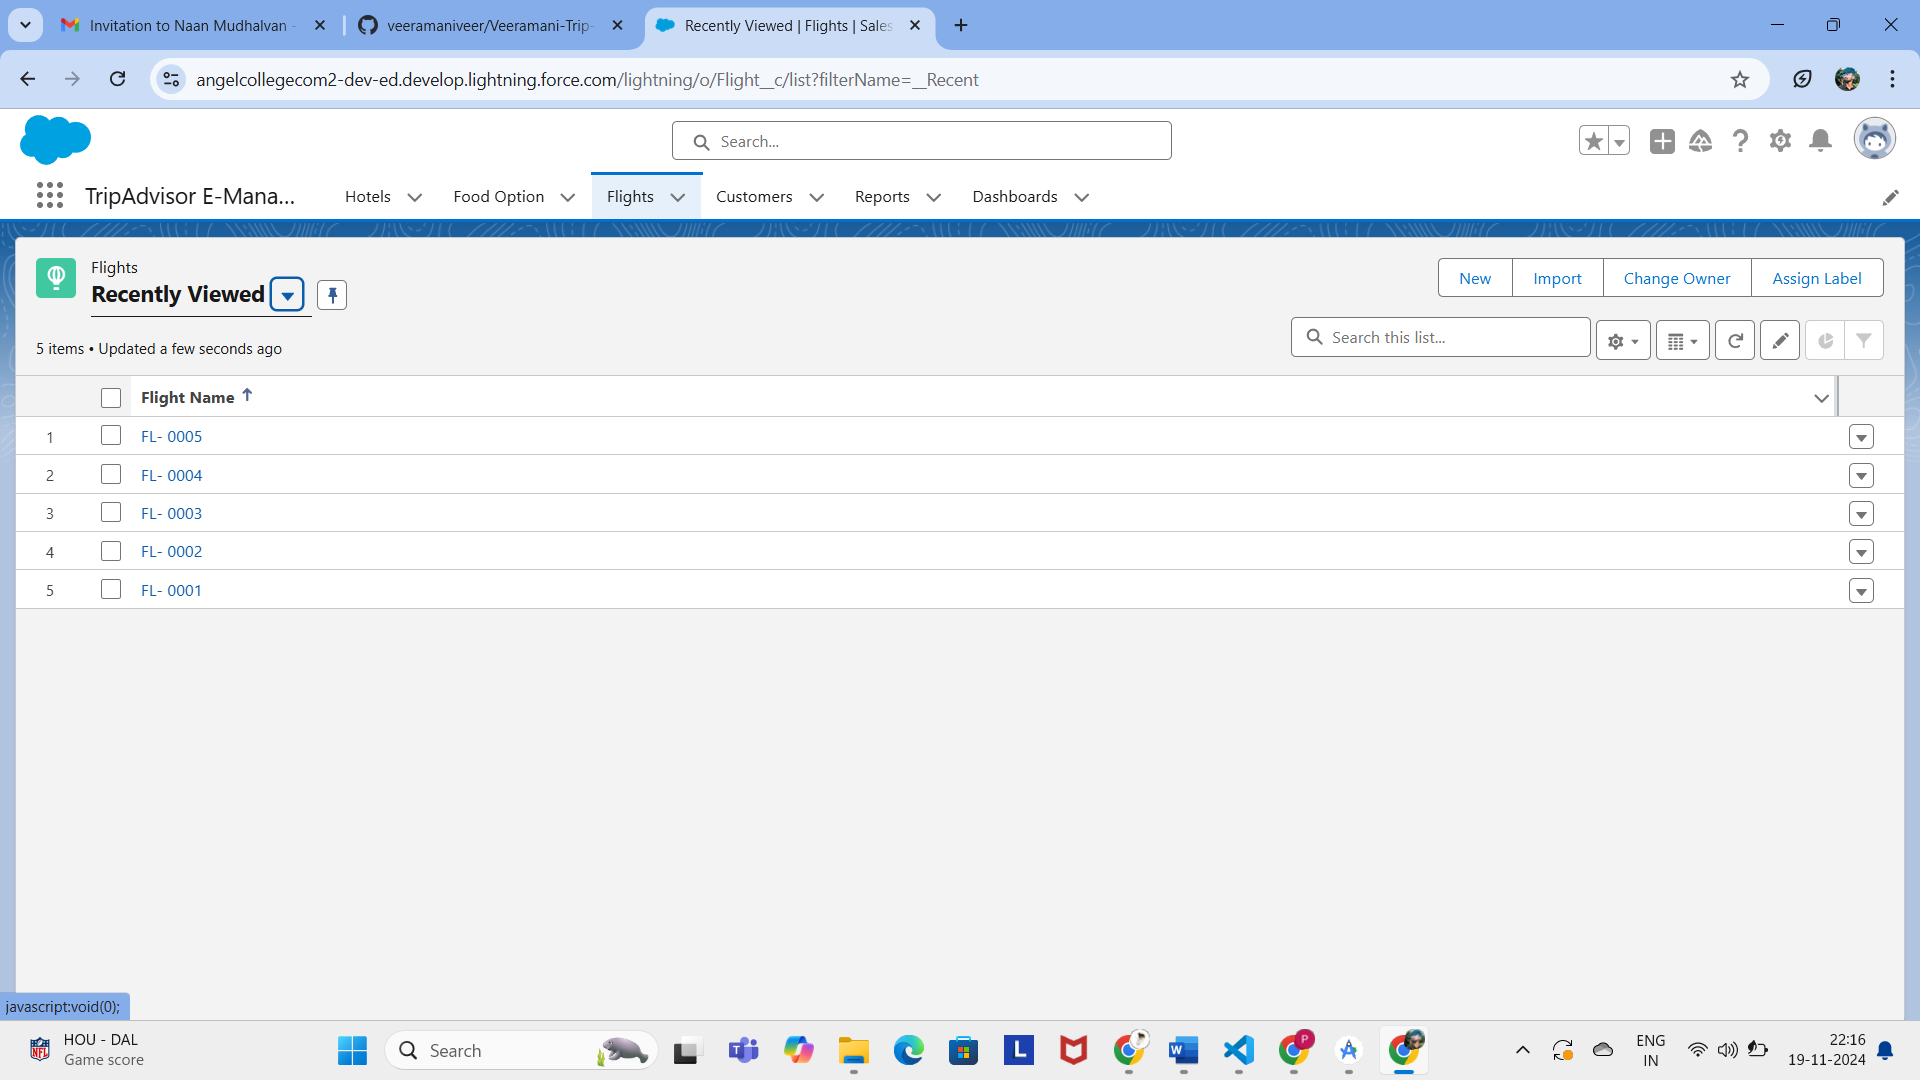 Invitation to Naan Mudhalvan -
veeramaniveer/Veeramani-Trip-
Recently Viewed | Flights | Sales
angelcollegecom2-dev-ed.develop.lightning.force.com/lightning/o/Flight__c/list?filterName=__Recent
Search...
TripAdvisor E-Mana...
Hotels
Food Option
Flights
Customers
Reports
Dashboards
Flights
Recently Viewed
New
Import
Change Owner
Assign Label
5 items • Updated a few seconds ago
Search this list...
Flight Name
1 FL- 0005
2 FL- 0004
3 FL- 0003
4 FL- 0002
5 FL- 0001
javascript:void(0);
HOU - DAL
Game score
Search
ENG
IN
22:16
19-11-2024